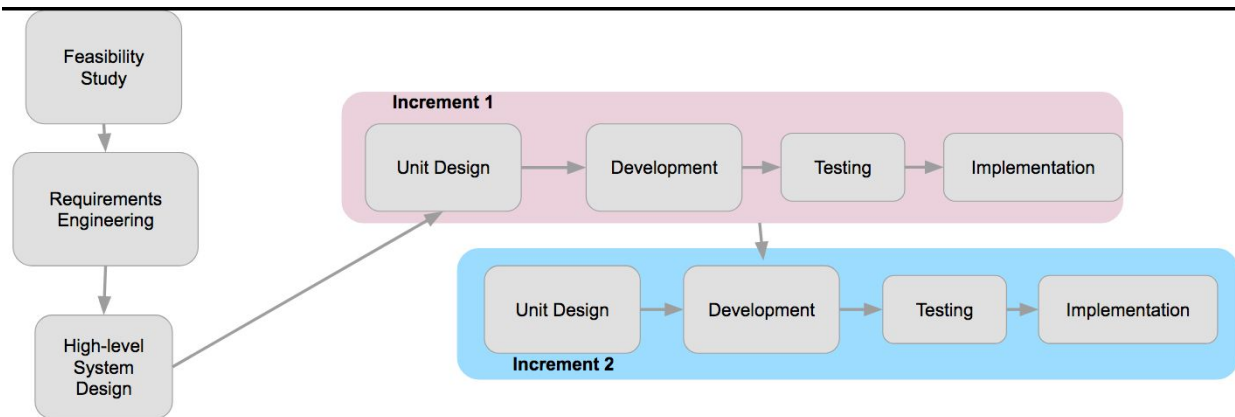 Feasibility
Study
Requirements
Engineering
High-level
System
Design
Increment 1
Unit Design
Development
Testing
Implementation
Unit Design
Development
Testing
Implementation
Increment 2